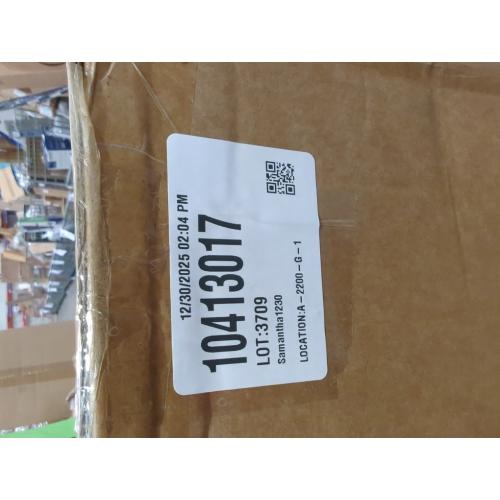 12/30/2025 02:04 PM
10413017
LOT:3709
Samantha1230
LOCATION:A-2200-G-1